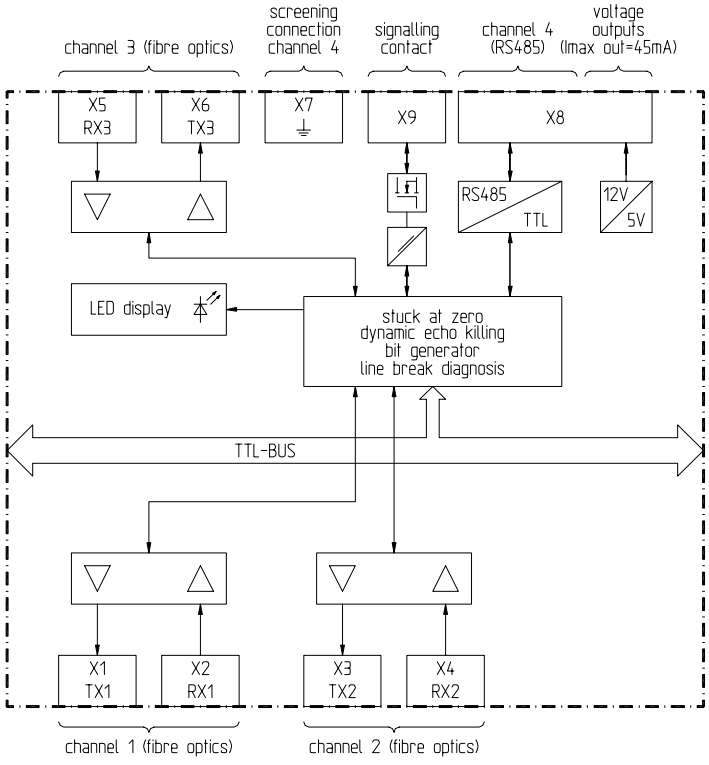 channel 3 (fibre optics)
screening
connection
channel 4
signalling
contact
channel 4
(RS485)
voltage
outputs
(Imax out=45mA)
X5
RX3
X6
TX3
X7
X9
X8
RS485
TTL
12V
5V
LED display
stuck at zero
dynamic echo killing
bit generator
line break diagnosis
TTL-BUS
X1
TX1
X2
RX1
X3
TX2
X4
RX2
channel 1 (fibre optics)
channel 2 (fibre optics)